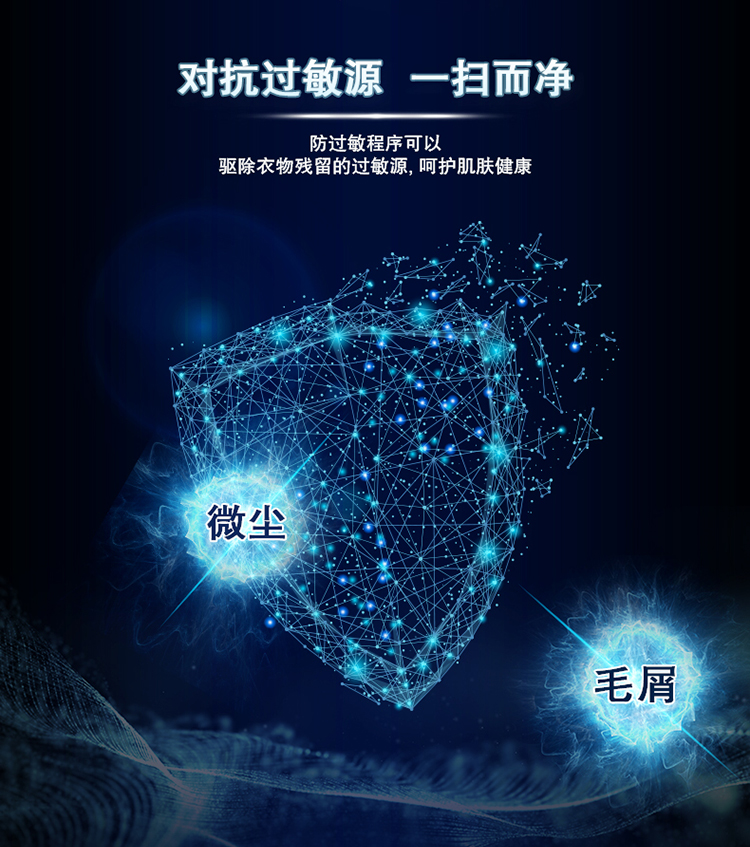 对抗过敏源 一扫而净
防过敏程序可以
驱除衣物残留的过敏源, 呵护肌肤健康
微尘
毛屑